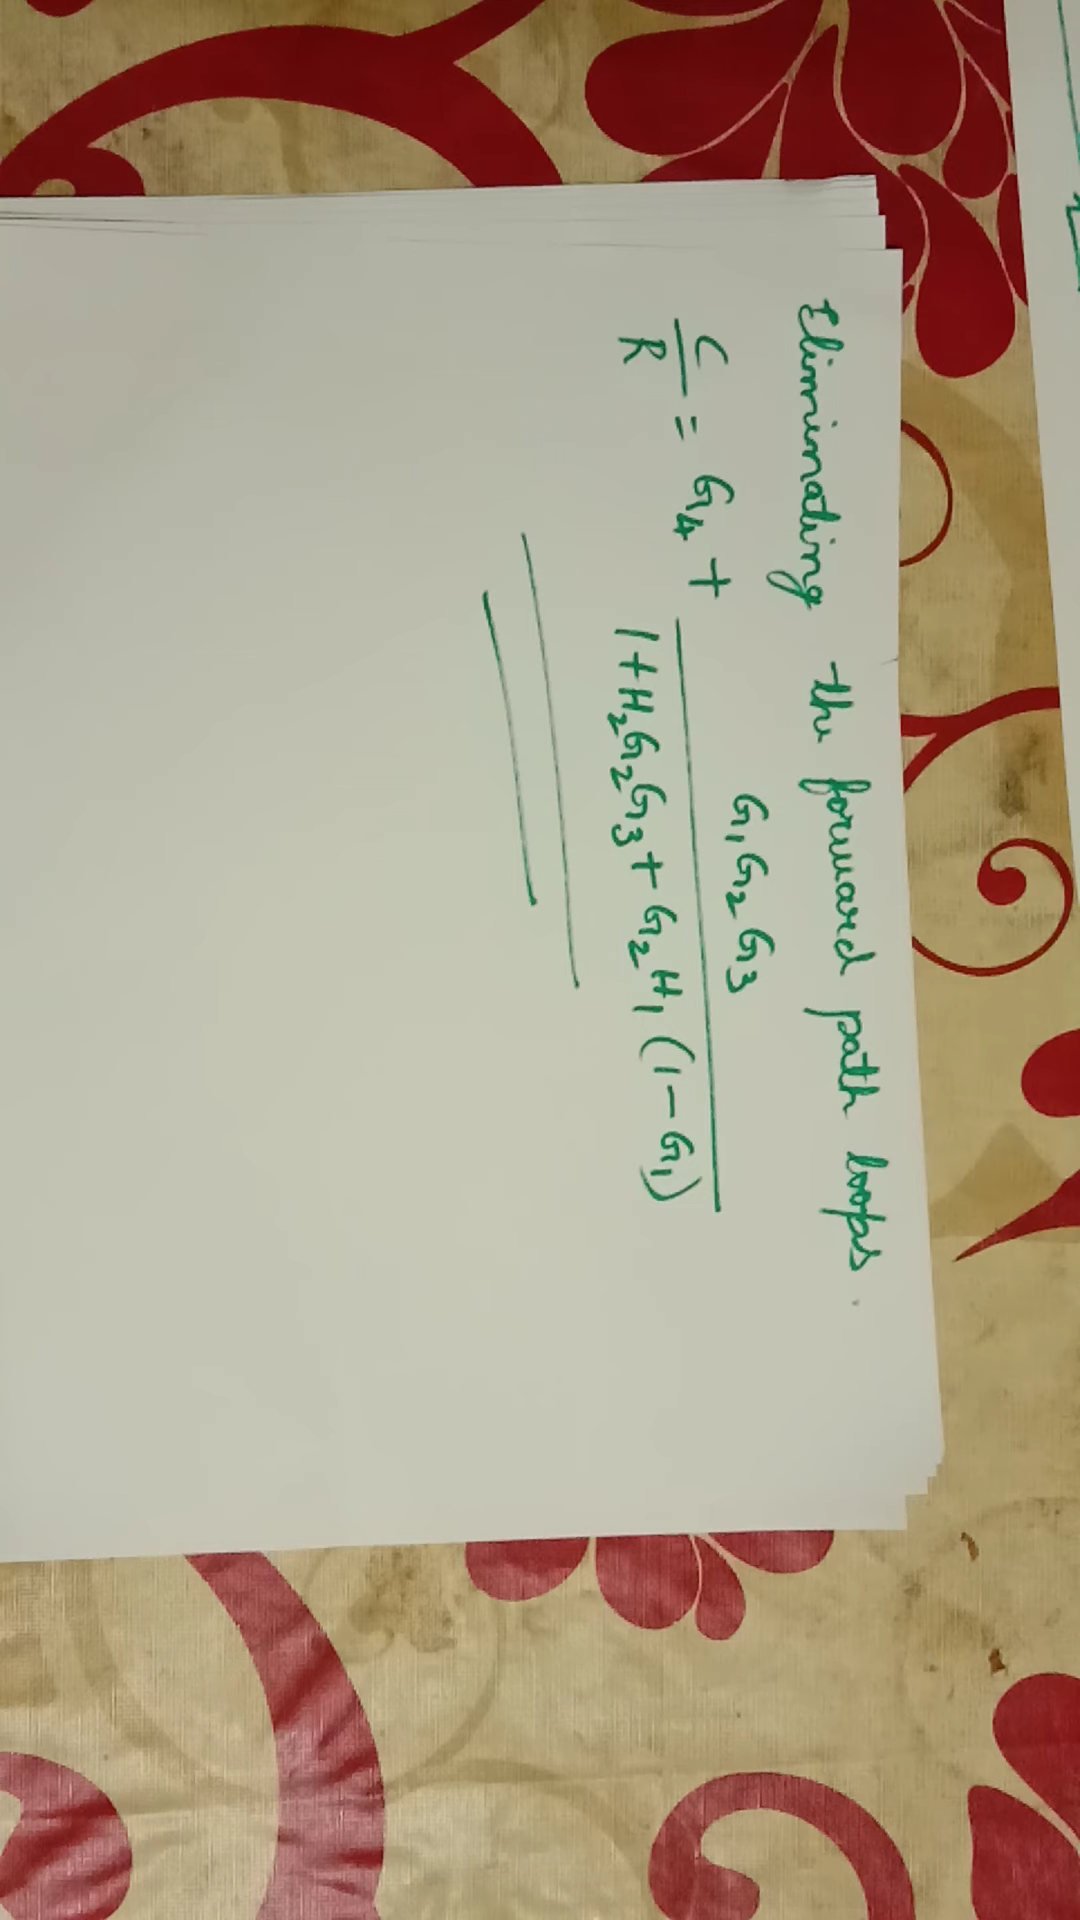 Eliminating the forward path loops.
C/R = G₄ + G₁G₂G₃ / 1+H₂G₂G₃+G₂H₁(1-G₁)